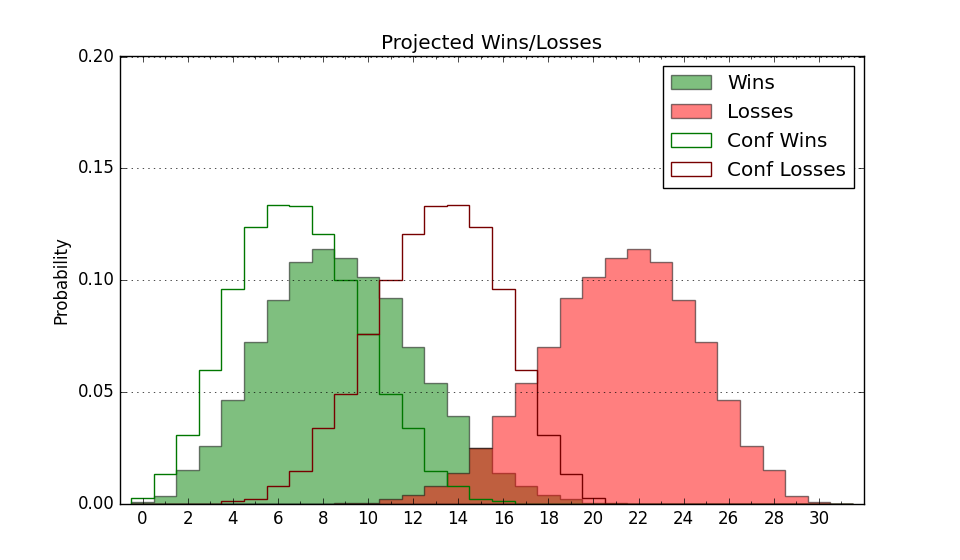 Projected Wins/Losses
0.20
0.15
0.10
0.05
0.00
Probability
Wins
Losses
Conf Wins
Conf Losses
0 2 4 6 8 10 12 14 16 18 20 22 24 26 28 30